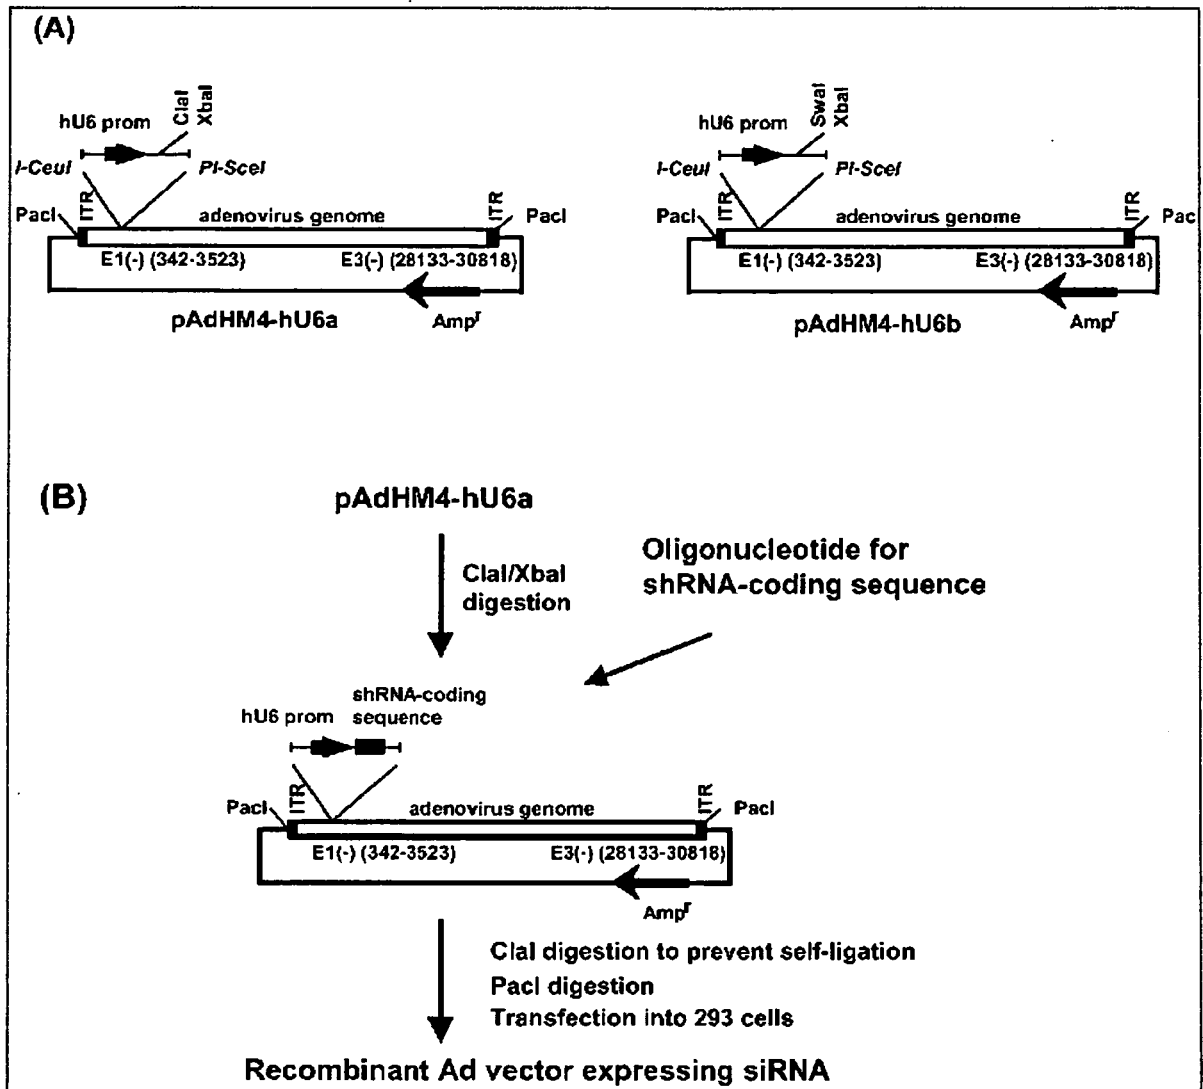 (A)
hU6 prom
ClaI
XbaI
I-CeuI
PI-SceI
PacI
ITR
adenovirus genome
ITR
PacI
E1(-) (342-3523)
E3(-) (28133-30818)
Ampr
pAdHM4-hU6a
hU6 prom
SwaI
XbaI
I-CeuI
PI-SceI
PacI
ITR
adenovirus genome
ITR
Pac
E1(-) (342-3523)
E3(-) (28133-30818)
Ampr
pAdHM4-hU6b
(B)
pAdHM4-hU6a
ClaI/XbaI
digestion
Oligonucleotide for
shRNA-coding sequence
hU6 prom
shRNA-coding
sequence
PacI
ITR
adenovirus genome
ITR
PacI
E1(-) (342-3523)
E3(-) (28133-30818)
Ampr
ClaI digestion to prevent self-ligation
PacI digestion
Transfection into 293 cells
Recombinant Ad vector expressing siRNA